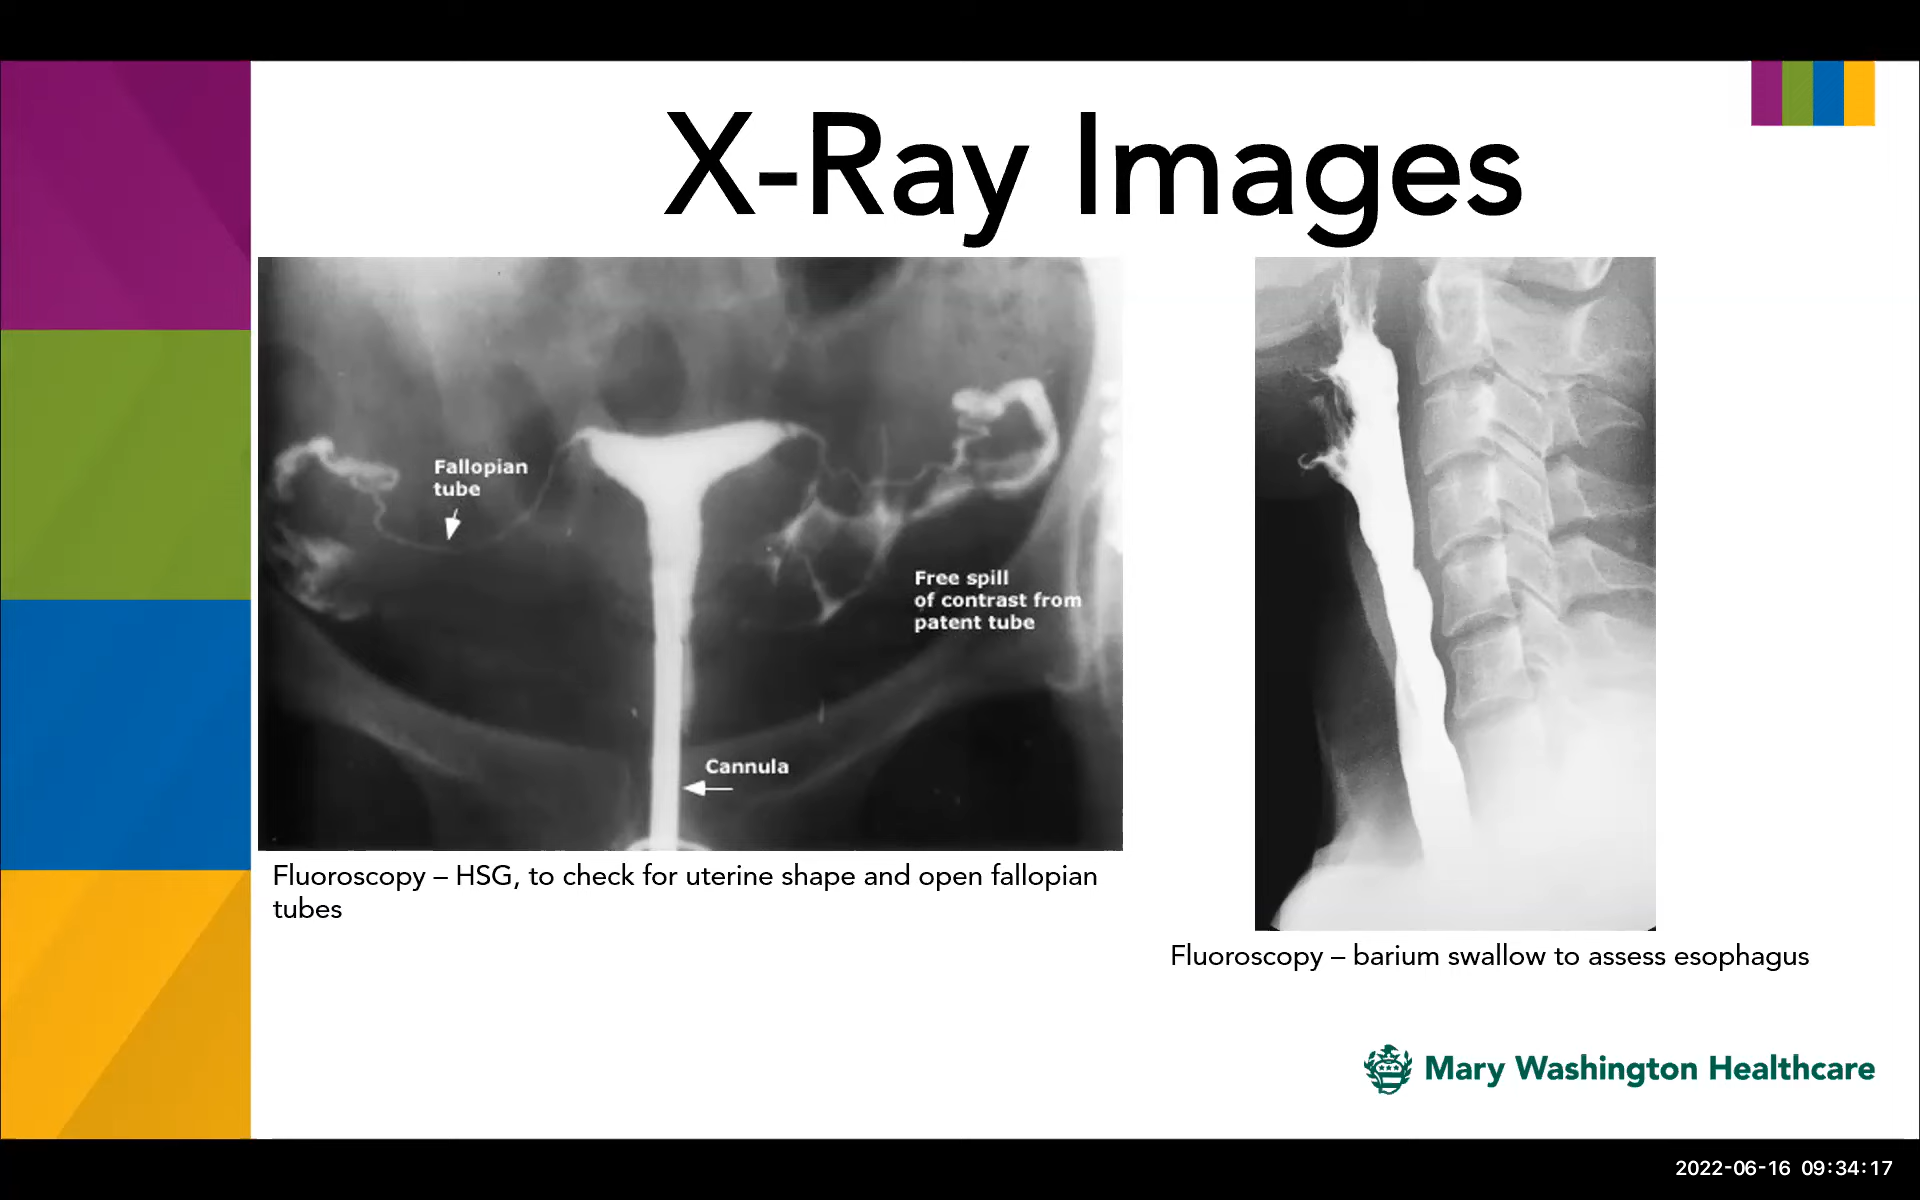 X-Ray Images
Fallopian
tube
Free spill
of contrast from
patent tube
Cannula
Fluoroscopy – HSG, to check for uterine shape and open fallopian
tubes
Fluoroscopy – barium swallow to assess esophagus
Mary Washington Healthcare
2022-06-16 09:34:17